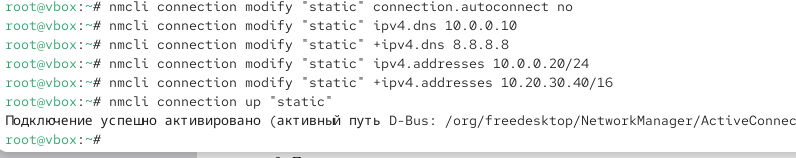 root@vbox:~# nmcli connection modify "static" connection.autoconnect no
root@vbox:~# nmcli connection modify "static" ipv4.dns 10.0.0.10
root@vbox:~# nmcli connection modify "static" +ipv4.dns 8.8.8.8
root@vbox:~# nmcli connection modify "static" ipv4.addresses 10.0.0.20/24
root@vbox:~# nmcli connection modify "static" +ipv4.addresses 10.20.30.40/16
root@vbox:~# nmcli connection up "static"
Подключение успешно активировано (активный путь D-Bus: /org/freedesktop/NetworkManager/ActiveConnec
root@vbox:~#